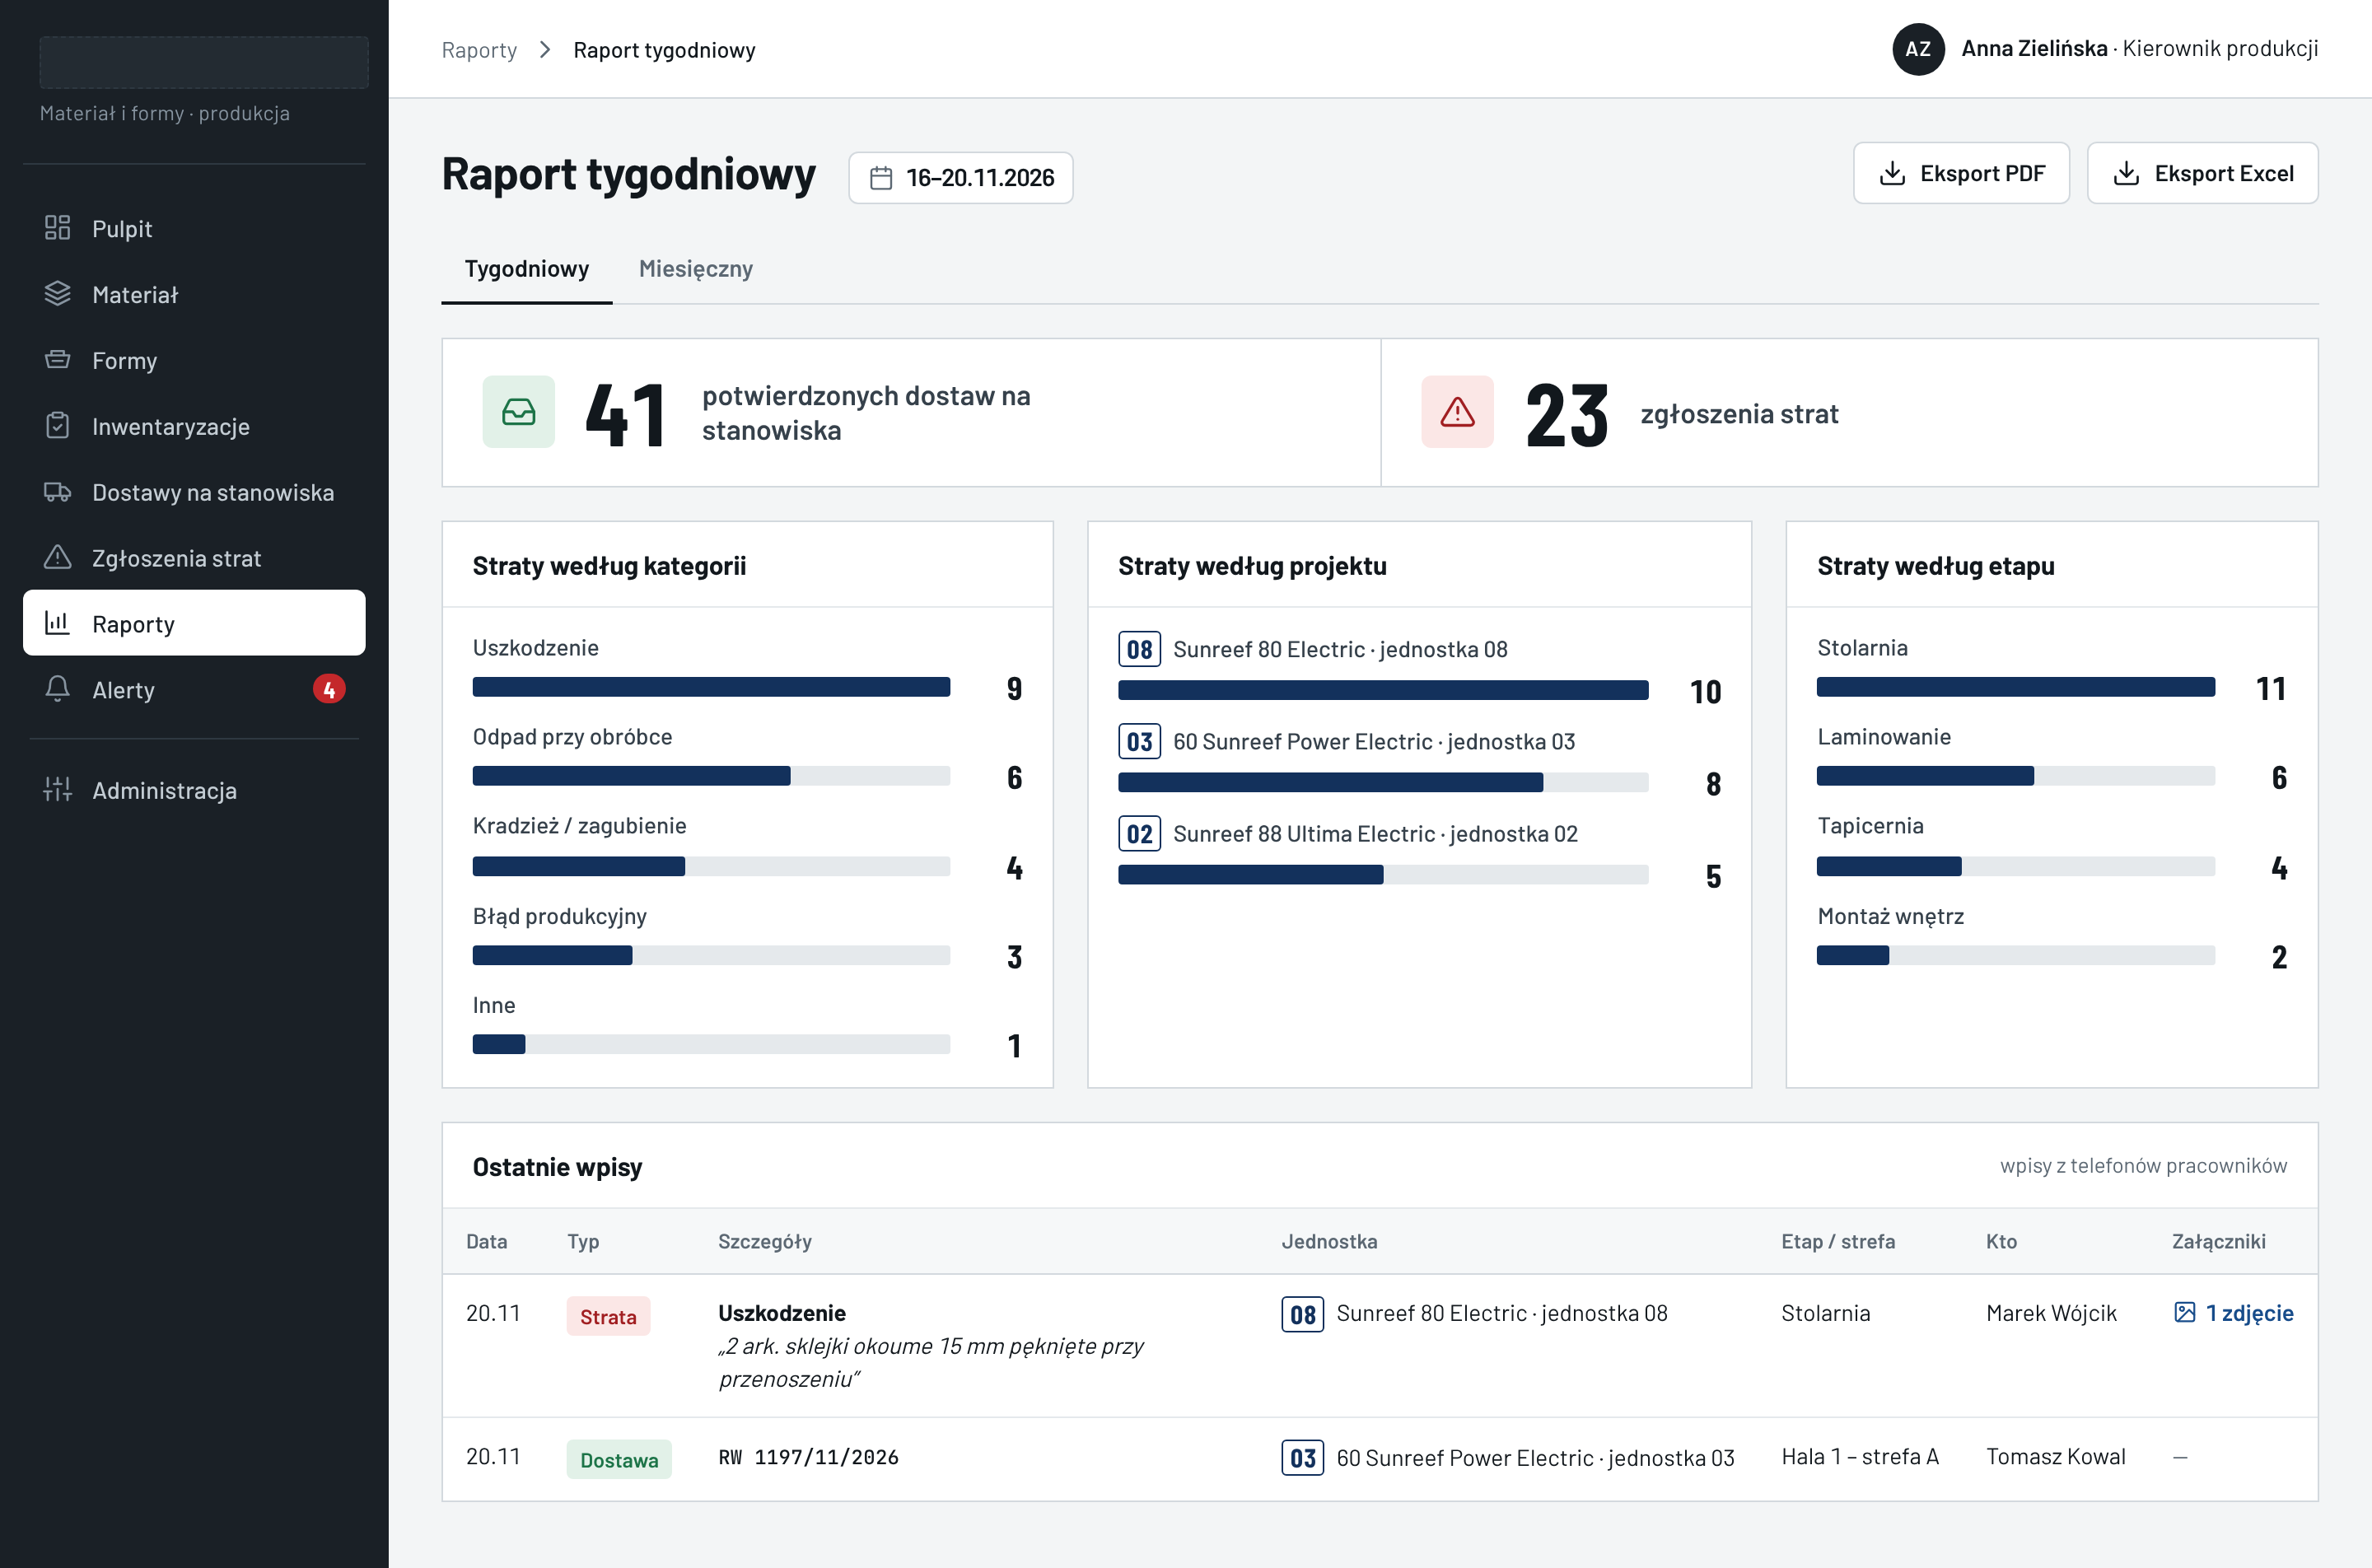 Materiał i formy · produkcja
Pulpit
Materiał
Formy
Inwentaryzacje
Dostawy na stanowiska
Zgłoszenia strat
Raporty
Alerty 4
Administracja
Raporty > Raport tygodniowy
AZ Anna Zielińska · Kierownik produkcji
Raport tygodniowy
16–20.11.2026
Eksport PDF
Eksport Excel
Tygodniowy
Miesięczny
41
potwierdzonych dostaw na
stanowiska
23
zgłoszenia strat
Straty według kategorii
Uszkodzenie
9
Odpad przy obróbce
6
Kradzież / zagubienie
4
Błąd produkcyjny
3
Inne
1
Straty według projektu
08 Sunreef 80 Electric · jednostka 08
10
03 60 Sunreef Power Electric · jednostka 03
8
02 Sunreef 88 Ultima Electric · jednostka 02
5
Straty według etapu
Stolarnia
11
Laminowanie
6
Tapicernia
4
Montaż wnętrz
2
Ostatnie wpisy
wpisy z telefonów pracowników
Data Typ Szczegóły Jednostka Etap / strefa Kto Załączniki
20.11 Strata Uszkodzenie 08 Sunreef 80 Electric · jednostka 08 Stolarnia Marek Wójcik 1 zdjęcie
„2 ark. sklejki okoume 15 mm pęknięte przy
przenoszeniu”
20.11 Dostawa RW 1197/11/2026 03 60 Sunreef Power Electric · jednostka 03 Hala 1 – strefa A Tomasz Kowal —